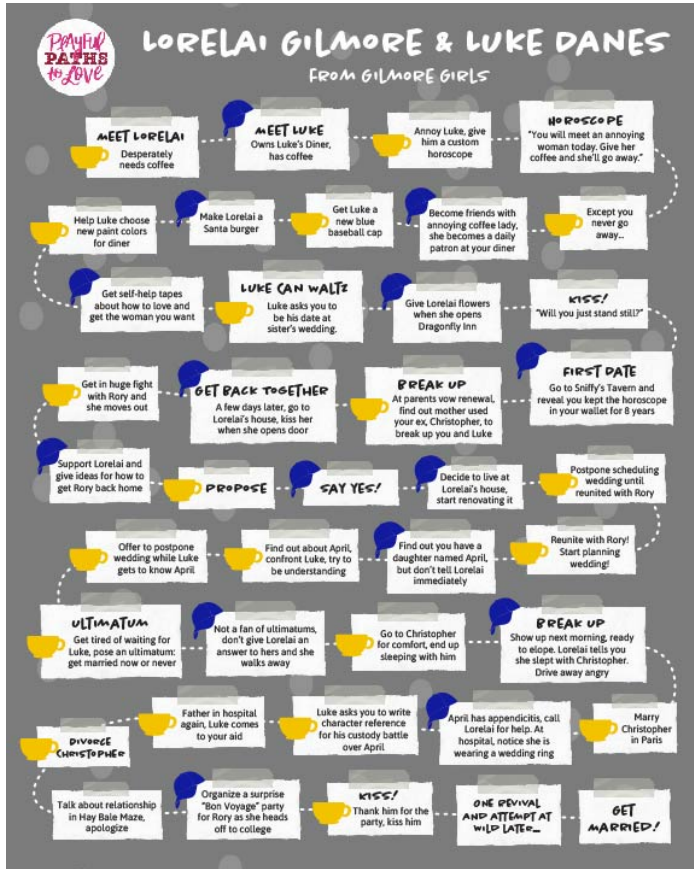 PLAYFUL
PATHS
to LOVE
LORELAI GILMORE & LUKE DANES
FROM GILMORE GIRLS
MEET LORELAI
Desperately
needs coffee
MEET LUKE
Owns Luke's Diner,
has coffee
Annoy Luke, give
him a custom
horoscope
HOROSCOPE
"You will meet an annoying
woman today. Give her
coffee and she'll go away."
Except you
never go
away...
Become friends with
annoying coffee lady,
she becomes a daily
patron at your diner
Get Luke a
new blue
baseball cap
Make Lorelai a
Santa burger
Help Luke choose
new paint colors
for diner
Get self-help tapes
about how to love and
get the woman you want
LUKE CAN WALTZ
Luke asks you to
be his date at
sister's wedding.
Give Lorelai flowers
when she opens
Dragonfly Inn
KISS!
"Will you just stand still?"
FIRST DATE
Go to Sniffy's Tavern and
reveal you kept the horoscope
in your wallet for 8 years
BREAK UP
At parents vow renewal,
find out mother used
your ex, Christopher, to
break up you and Luke
GET BACK TOGETHER
A few days later, go to
Lorelai's house, kiss her
when she opens door
Get in huge fight
with Rory and
she moves out
Support Lorelai and
give ideas for how to
get Rory back home
PROPOSE
SAY YES!
Decide to live at
Lorelai's house,
start renovating it
Postpone scheduling
wedding until
reunited with Rory
Reunite with Rory!
Start planning
wedding!
Find out you have a
daughter named April,
but don't tell Lorelai
immediately
Find out about April,
confront Luke, try to
be understanding
Offer to postpone
wedding while Luke
gets to know April
ULTIMATUM
Get tired of waiting for
Luke, pose an ultimatum:
get married now or never
Not a fan of ultimatums,
don't give Lorelai an
answer to hers and she
walks away
Go to Christopher
for comfort, end up
sleeping with him
BREAK UP
Show up next morning, ready
to elope. Lorelai tells you
she slept with Christopher.
Drive away angry
Marry
Christopher
in Paris
April has appendicitis, call
Lorelai for help. At
hospital, notice she is
wearing a wedding ring
Luke asks you to write
character reference
for his custody battle
over April
Father in hospital
again, Luke comes
to your aid
DIVORCE
CHRISTOPHER
Talk about relationship
in Hay Bale Maze,
apologize
Organize a surprise
"Bon Voyage" party
for Rory as she heads
off to college
KISS!
Thank him for the
party, kiss him
ONE REVIVAL
AND ATTEMPT AT
WILD LATER...
GET
MARRIED!